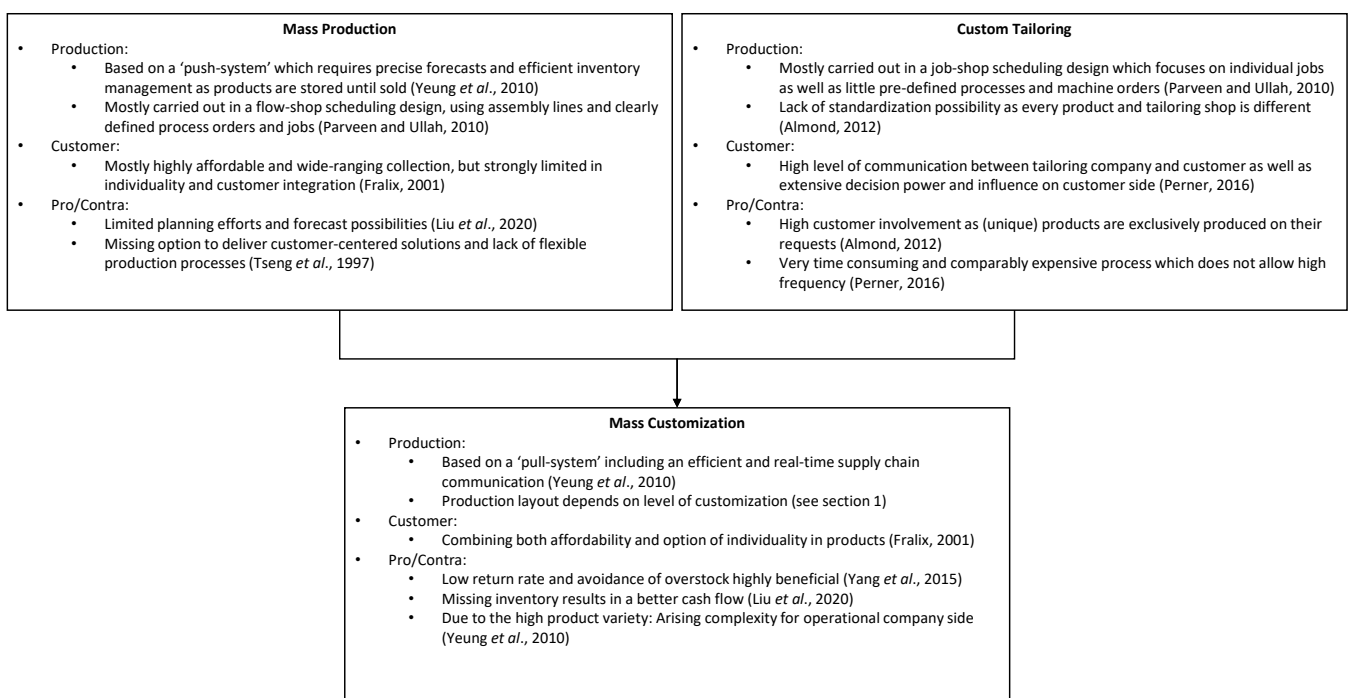 Mass Production
• Production:
• Based on a ‘push-system’ which requires precise forecasts and efficient inventory
management as products are stored until sold (Yeung et al., 2010)
• Mostly carried out in a flow-shop scheduling design, using assembly lines and clearly
defined process orders and jobs (Parveen and Ullah, 2010)
• Customer:
• Mostly highly affordable and wide-ranging collection, but strongly limited in
individuality and customer integration (Fralix, 2001)
• Pro/Contra:
• Limited planning efforts and forecast possibilities (Liu et al., 2020)
• Missing option to deliver customer-centered solutions and lack of flexible
production processes (Tseng et al., 1997)
Custom Tailoring
• Production:
• Mostly carried out in a job-shop scheduling design which focuses on individual jobs
as well as little pre-defined processes and machine orders (Parveen and Ullah, 2010)
• Lack of standardization possibility as every product and tailoring shop is different
(Almond, 2012)
• Customer:
• High level of communication between tailoring company and customer as well as
extensive decision power and influence on customer side (Perner, 2016)
• Pro/Contra:
• High customer involvement as (unique) products are exclusively produced on their
requests (Almond, 2012)
• Very time consuming and comparably expensive process which does not allow high
frequency (Perner, 2016)
Mass Customization
• Production:
• Based on a ‘pull-system’ including an efficient and real-time supply chain
communication (Yeung et al., 2010)
• Production layout depends on level of customization (see section 1)
• Customer:
• Combining both affordability and option of individuality in products (Fralix, 2001)
• Pro/Contra:
• Low return rate and avoidance of overstock highly beneficial (Yang et al., 2015)
• Missing inventory results in a better cash flow (Liu et al., 2020)
• Due to the high product variety: Arising complexity for operational company side
(Yeung et al., 2010)